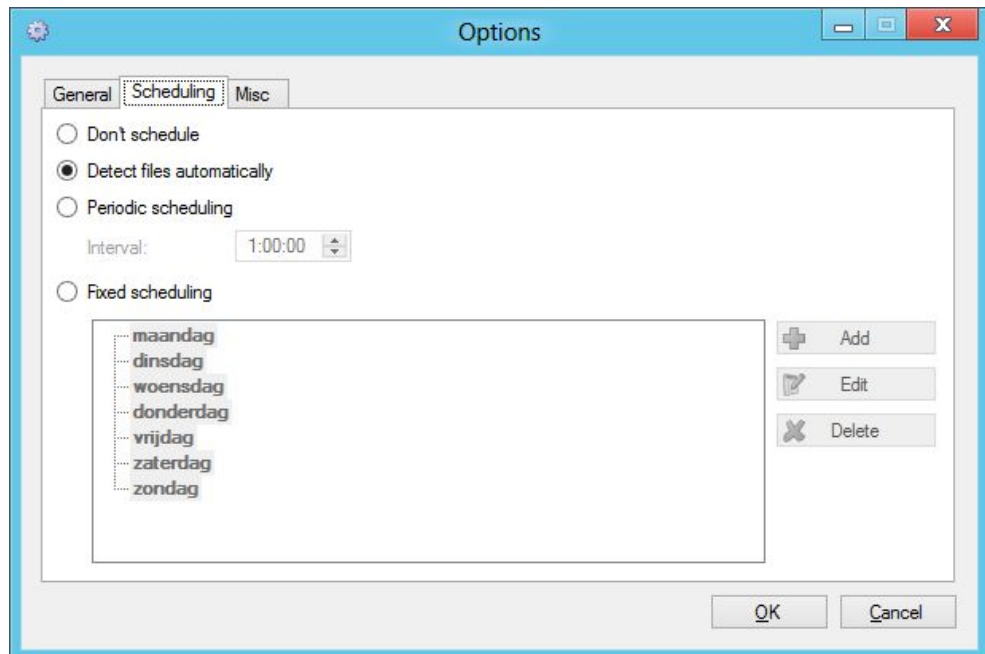 Options
General Scheduling Misc
Don't schedule
Detect files automatically
Periodic scheduling
Interval: 1:00:00
Fixed scheduling
maandag
dinsdag
woensdag
donderdag
vrijdag
zaterdag
zondag
Add
Edit
Delete
OK Cancel